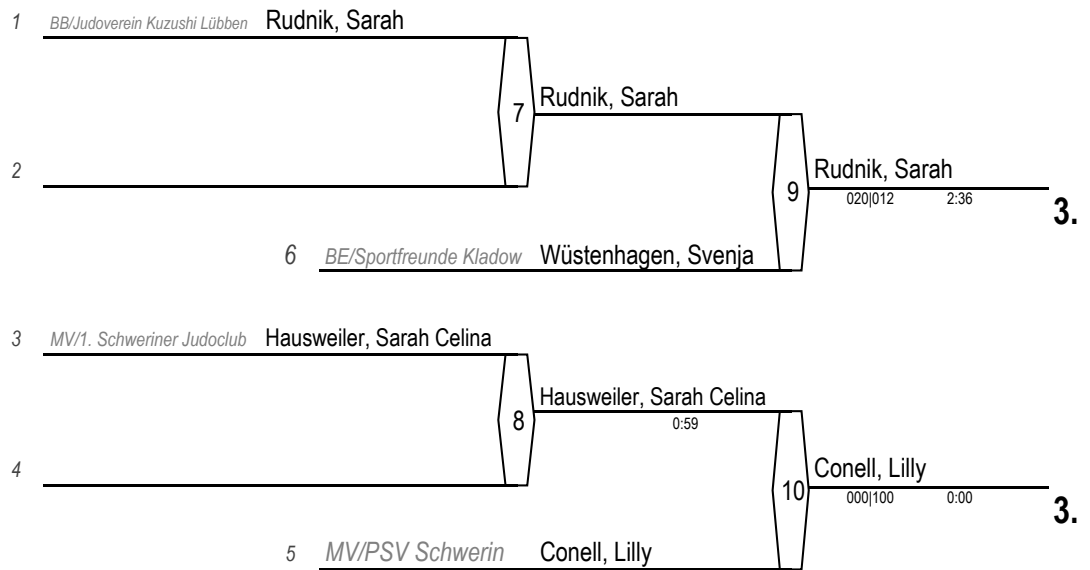 1 BB/Judoverein Kuzushi Lübben Rudnik, Sarah
7 Rudnik, Sarah
2
9 Rudnik, Sarah
020|012 2:36
3.
6 BE/Sportfreunde Kladow Wüstenhagen, Svenja
3 MV/1. Schweriner Judoclub Hausweiler, Sarah Celina
8 Hausweiler, Sarah Celina
0:59
4
10 Conell, Lilly
000|100 0:00
3.
5 MV/PSV Schwerin Conell, Lilly